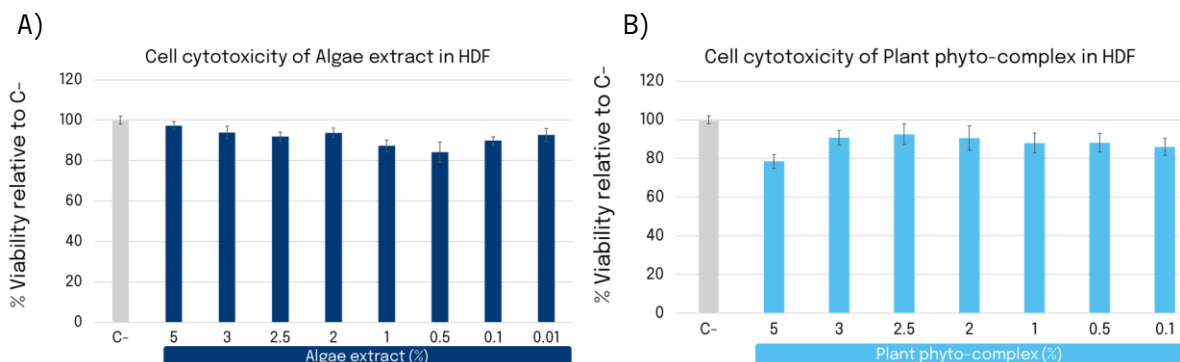 A)
Cell cytotoxicity of Algae extract in HDF
% Viability relative to C-
120
100
80
60
40
20
0
C- 5 3 2.5 2 1 0.5 0.1 0.01
Algae extract (%)
B)
Cell cytotoxicity of Plant phyto-complex in HDF
% Viability relative to C-
120
100
80
60
40
20
0
C- 5 3 2.5 2 1 0.5 0.1
Plant phyto-complex (%)